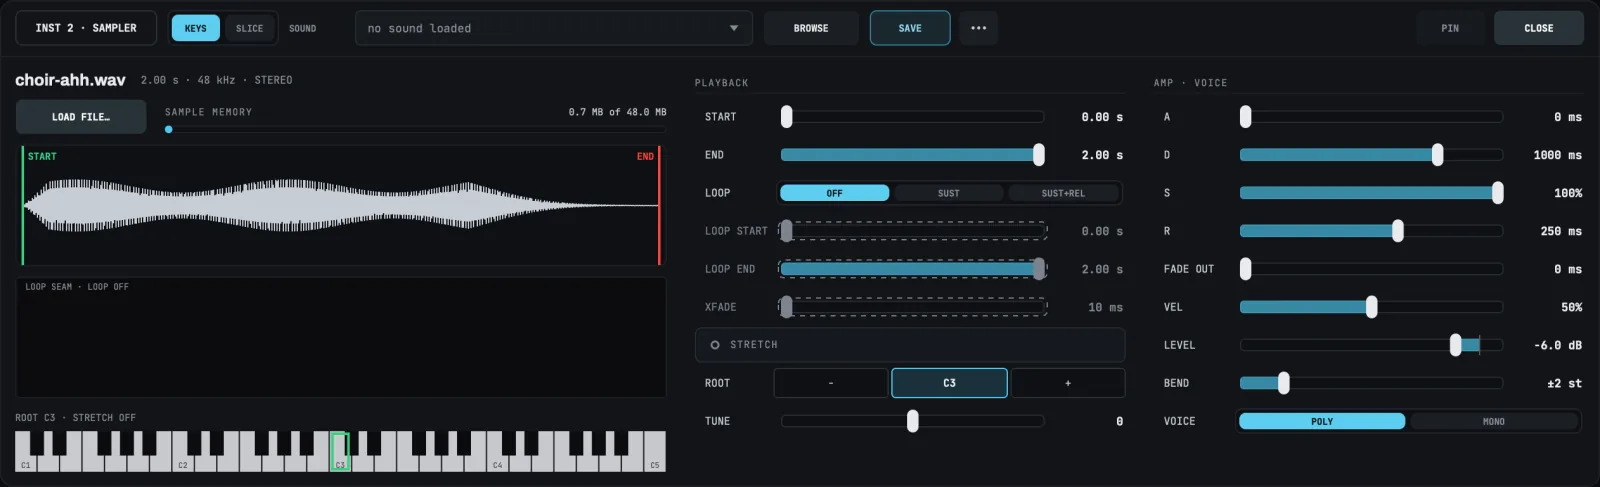 INST 2 · SAMPLER KEYS SLICE SOUND no sound loaded BROWSE SAVE ••• PIN CLOSE
choir-ahh.wav 2.00 s · 48 kHz · STEREO
LOAD FILE… SAMPLE MEMORY 0.7 MB of 48.0 MB
START END
LOOP SEAM · LOOP OFF
ROOT C3 · STRETCH OFF
C1 C2 C3 C4 C5
PLAYBACK
START 0.00 s
END 2.00 s
LOOP OFF SUST SUST+REL
LOOP START 0.00 s
LOOP END 2.00 s
XFADE 10 ms
STRETCH
ROOT - C3 +
TUNE 0
AMP · VOICE
A 0 ms
D 1000 ms
S 100%
R 250 ms
FADE OUT 0 ms
VEL 50%
LEVEL -6.0 dB
BEND ±2 st
VOICE POLY MONO